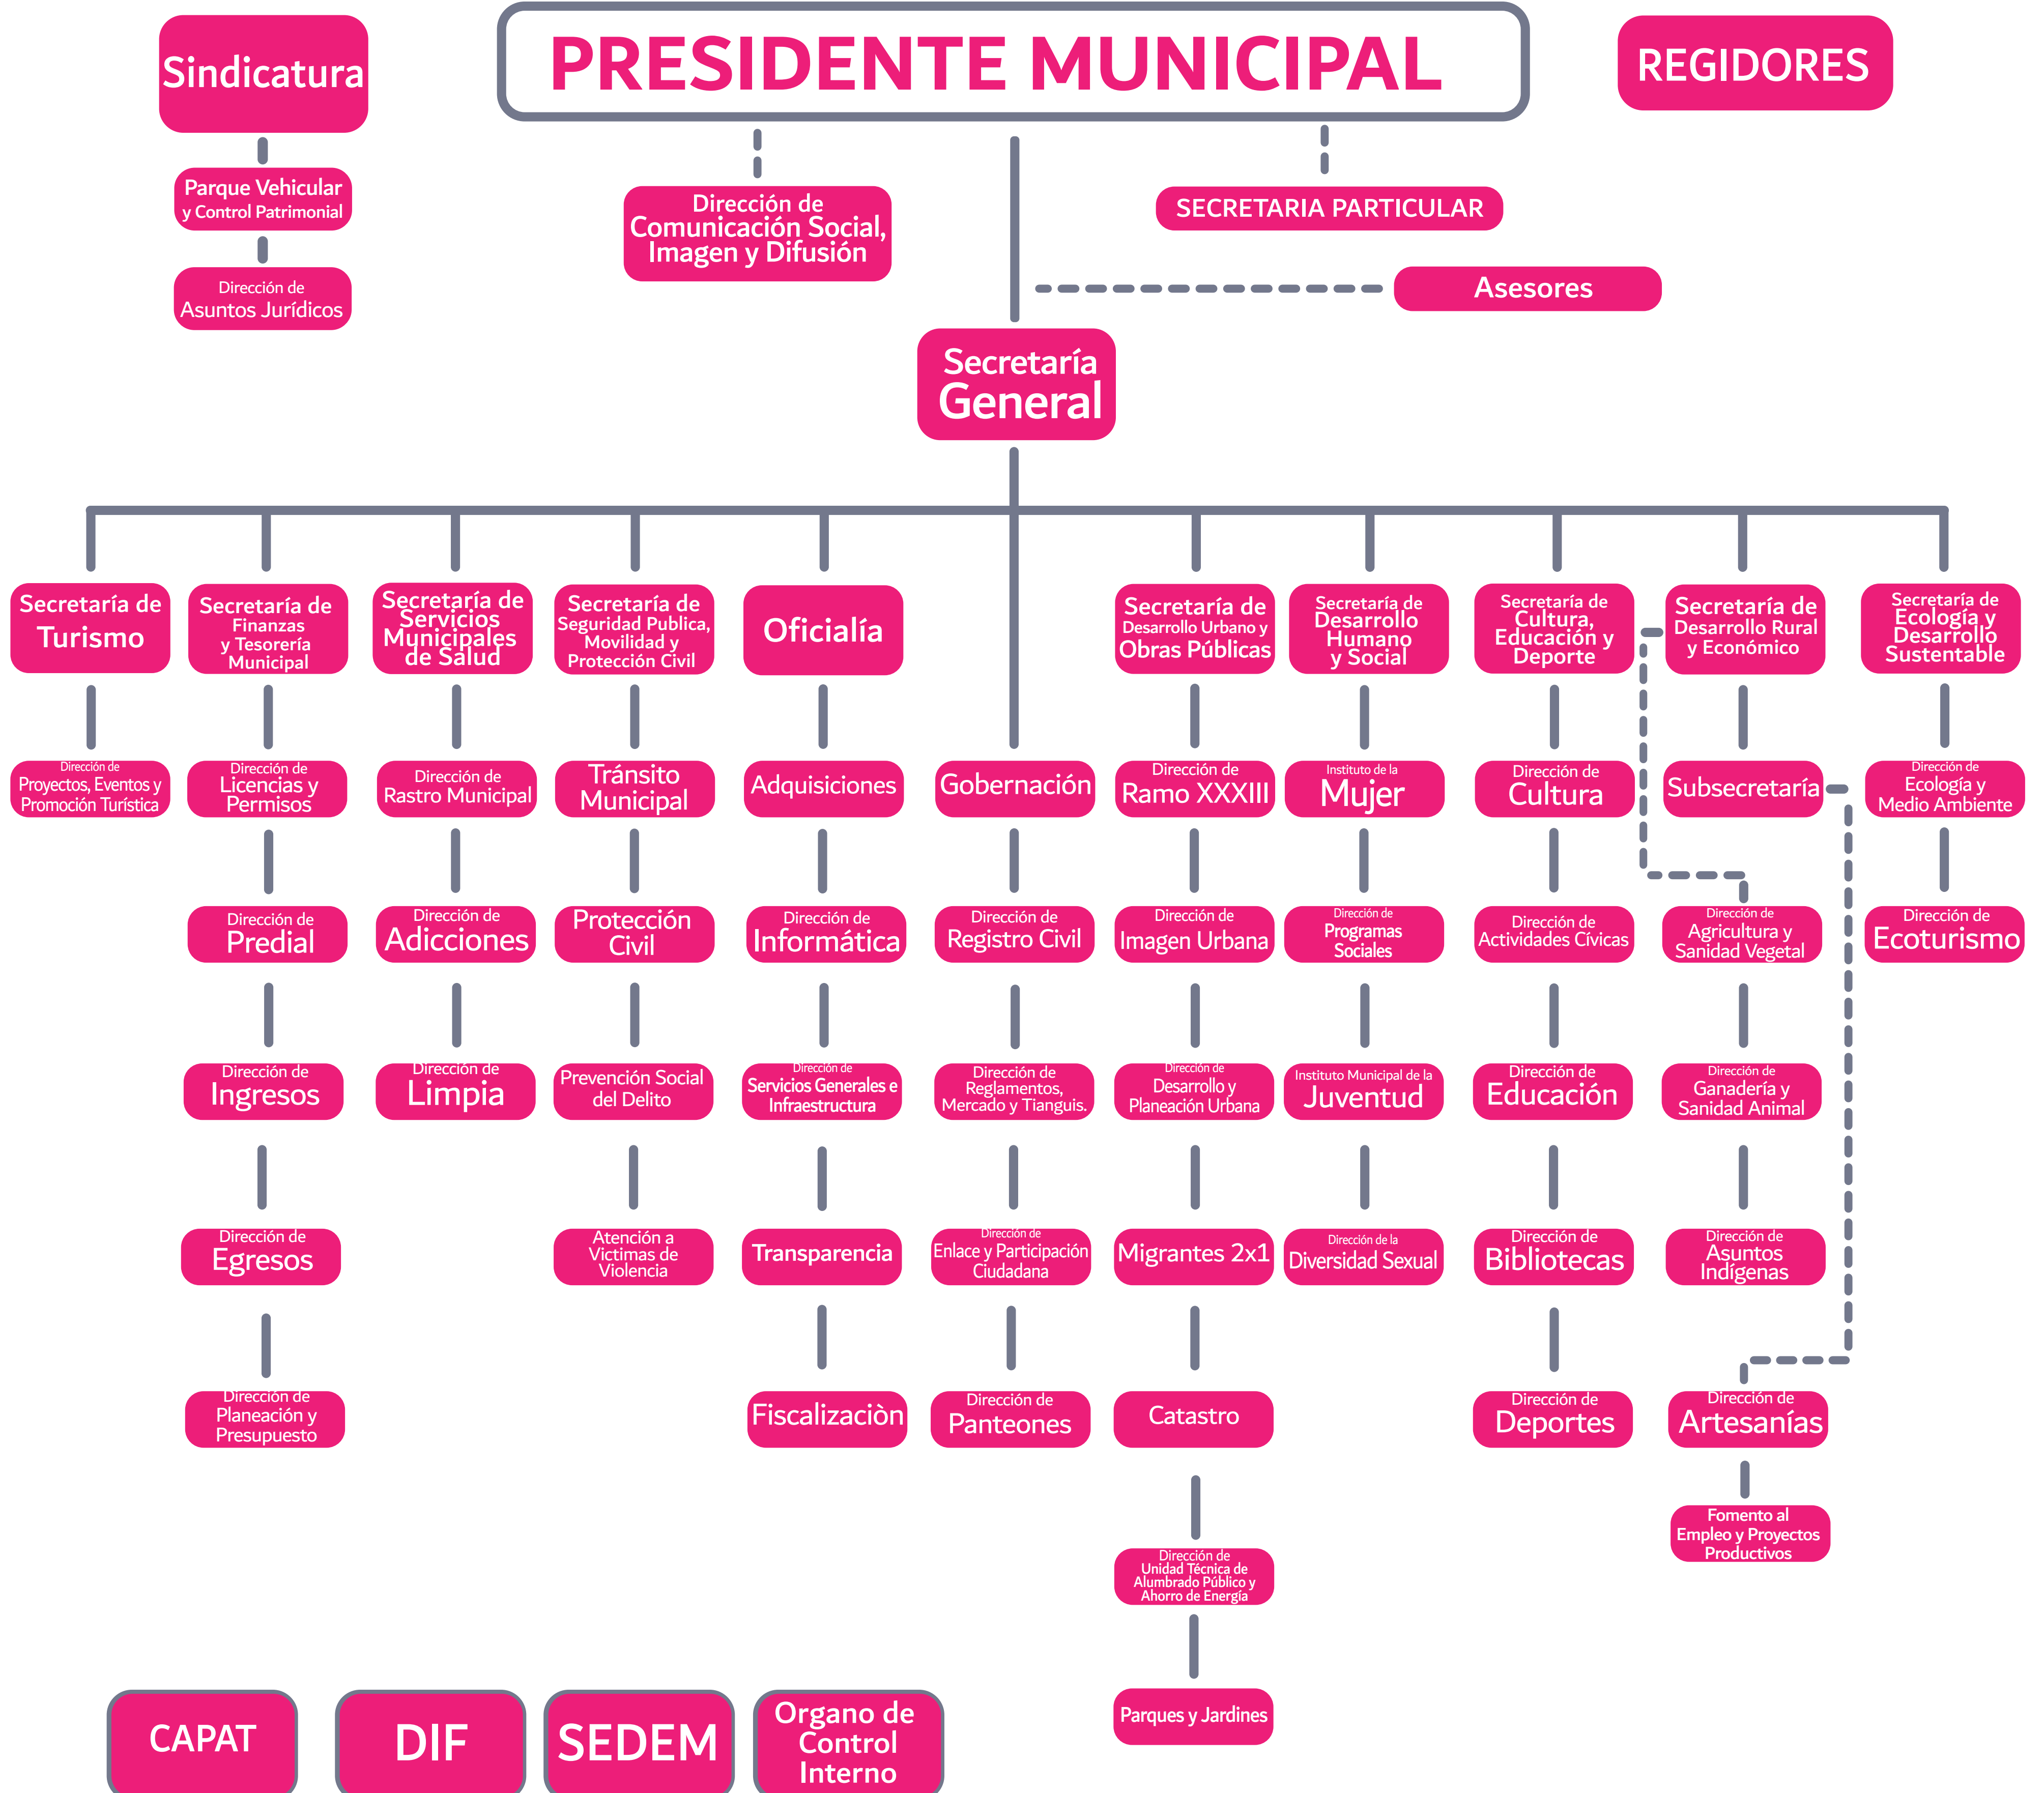 Sindicatura
PRESIDENTE MUNICIPAL
REGIDORES
Parque Vehicular
y Control Patrimonial
Dirección de
Asuntos Jurídicos
Dirección de
Comunicación Social,
Imagen y Difusión
SECRETARIA PARTICULAR
Asesores
Secretaría
General
Secretaría de
Turismo
Secretaría de
Finanzas
y Tesorería
Municipal
Secretaría de
Servicios
Municipales
de Salud
Secretaría de
Seguridad Publica,
Movilidad y
Protección Civil
Oficialía
Secretaría de
Desarrollo Urbano y
Obras Públicas
Secretaría de
Desarrollo
Humano
y Social
Secretaría de
Cultura,
Educación y
Deporte
Secretaría de
Desarrollo Rural
y Económico
Secretaría de
Ecología y
Desarrollo
Sustentable
Dirección de
Proyectos, Eventos y
Promoción Turística
Dirección de
Licencias y
Permisos
Dirección de
Rastro Municipal
Tránsito
Municipal
Adquisiciones
Gobernación
Dirección de
Ramo XXXIII
Instituto de la
Mujer
Dirección de
Cultura
Subsecretaría
Dirección de
Ecología y
Medio Ambiente
Dirección de
Predial
Dirección de
Adicciones
Protección
Civil
Dirección de
Informática
Dirección de
Registro Civil
Dirección de
Imagen Urbana
Dirección de
Programas
Sociales
Dirección de
Actividades Cívicas
Dirección de
Agricultura y
Sanidad Vegetal
Dirección de
Ecoturismo
Dirección de
Ingresos
Dirección de
Limpia
Prevención Social
del Delito
Dirección de
Servicios Generales e
Infraestructura
Dirección de
Reglamentos,
Mercado y Tianguis.
Dirección de
Desarrollo y
Planeación Urbana
Instituto Municipal de la
Juventud
Dirección de
Educación
Dirección de
Ganadería y
Sanidad Animal
Dirección de
Egresos
Atención a
Victimas de
Violencia
Transparencia
Dirección de
Enlace y Participación
Ciudadana
Migrantes 2x1
Dirección de la
Diversidad Sexual
Dirección de
Bibliotecas
Dirección de
Asuntos
Indígenas
Dirección de
Planeación y
Presupuesto
Fiscalizaciòn
Dirección de
Panteones
Catastro
Dirección de
Deportes
Dirección de
Artesanías
Fomento al
Empleo y Proyectos
Productivos
Dirección de
Unidad Técnica de
Alumbrado Público y
Ahorro de Energía
Parques y Jardines
CAPAT
DIF
SEDEM
Organo de
Control
Interno